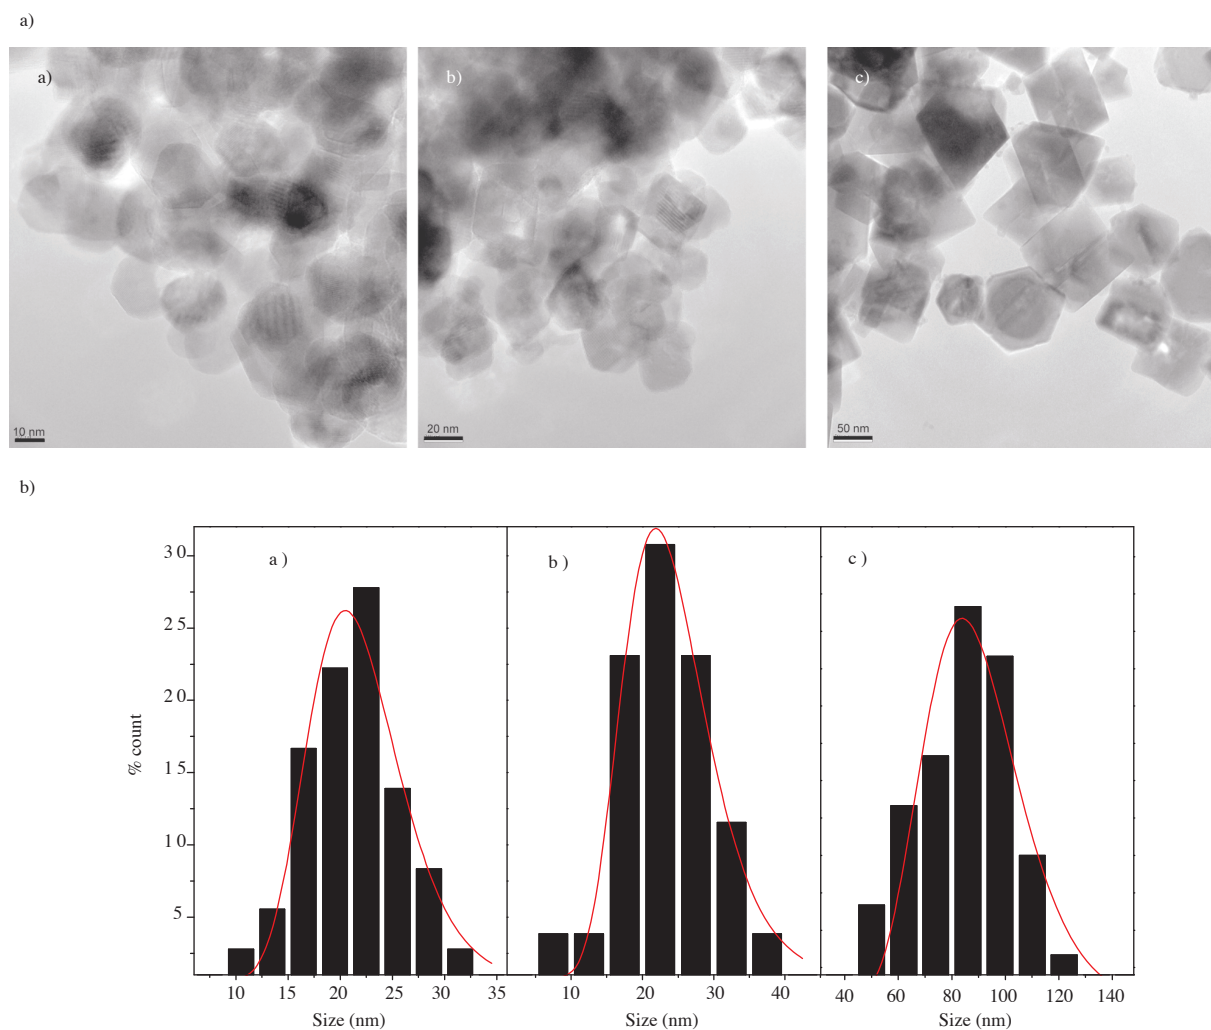 a)
a)
b)
c)
10 nm
20 nm
50 nm
b)
a )
b )
c )
30
25
20
15
10
5
% count
10 15 20 25 30 35
10 20 30 40
40 60 80 100 120 140
Size (nm)
Size (nm)
Size (nm)